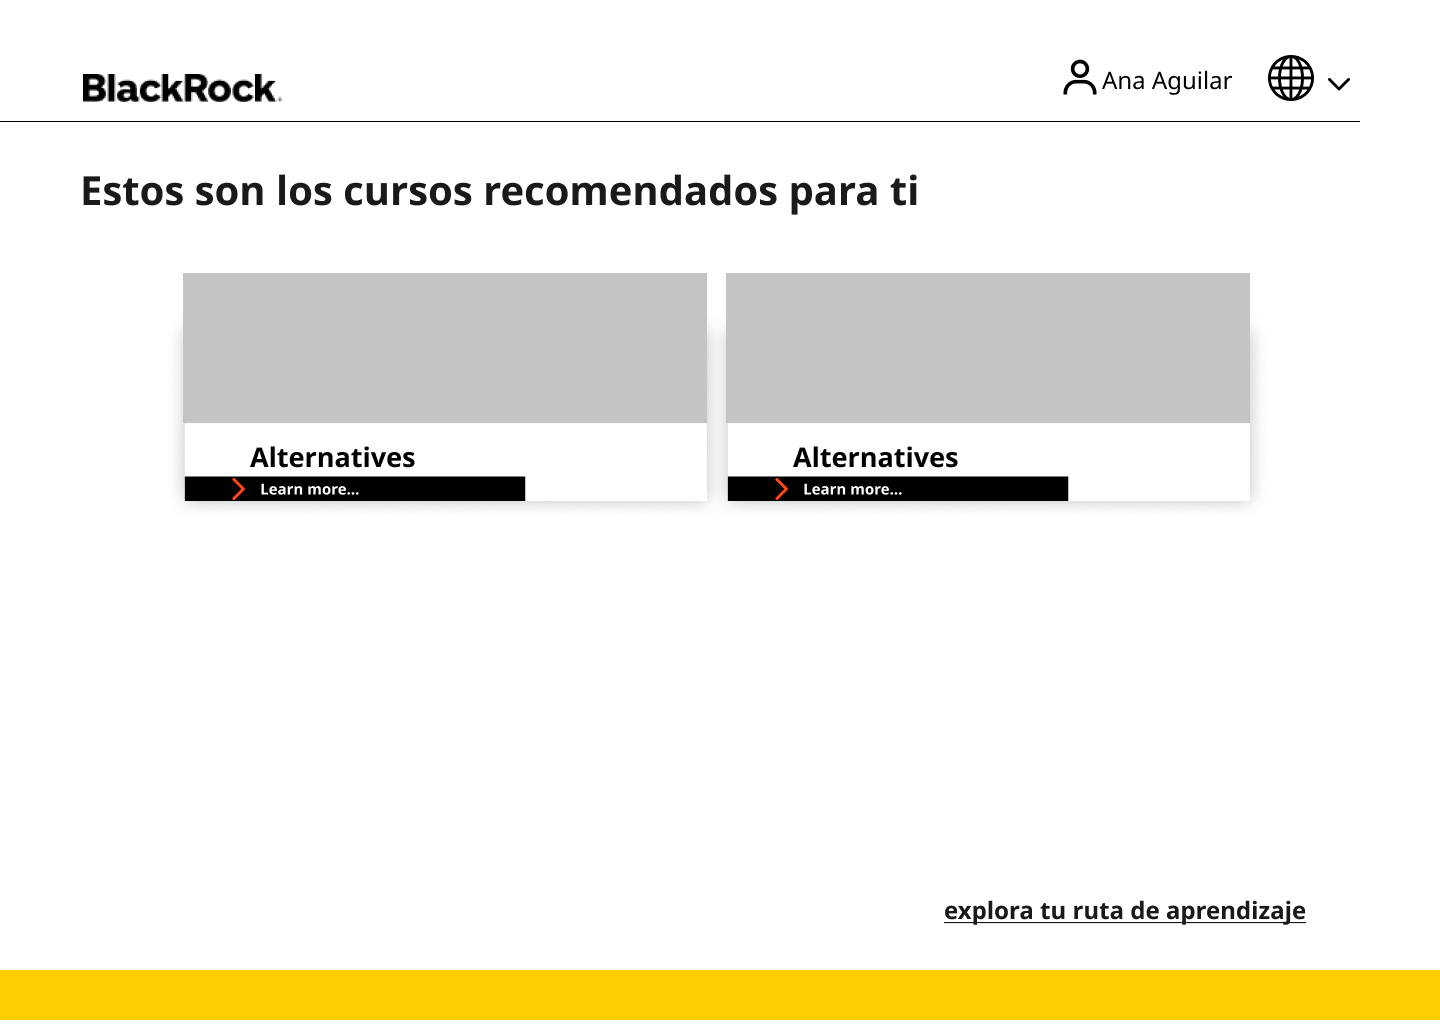 BlackRock.
Ana Aguilar
Estos son los cursos recomendados para ti
Alternatives
Learn more...
Alternatives
Learn more...
explora tu ruta de aprendizaje